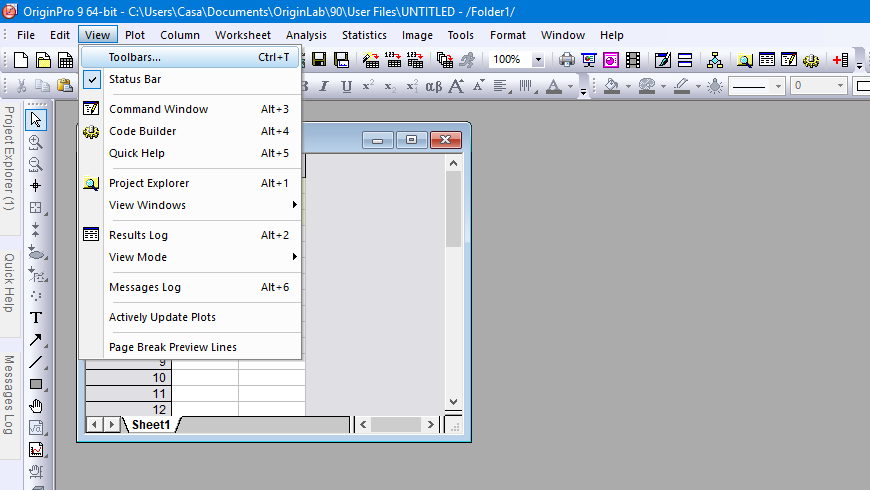 OriginPro 9 64-bit - C:\Users\Casa\Documents\OriginLab\90\User Files\UNTITLED - /Folder1/
File Edit View Plot Column Worksheet Analysis Statistics Image Tools Format Window Help
100%
B I U x² x₂ x₁² αβ A A A 0
Toolbars... Ctrl+T
Status Bar
Command Window Alt+3
Code Builder Alt+4
Quick Help Alt+5
Project Explorer Alt+1
View Windows
Results Log Alt+2
View Mode
Messages Log Alt+6
Actively Update Plots
Page Break Preview Lines
Project Explorer (1)
Quick Help
Messages Log
T
9
10
11
12
Sheet1